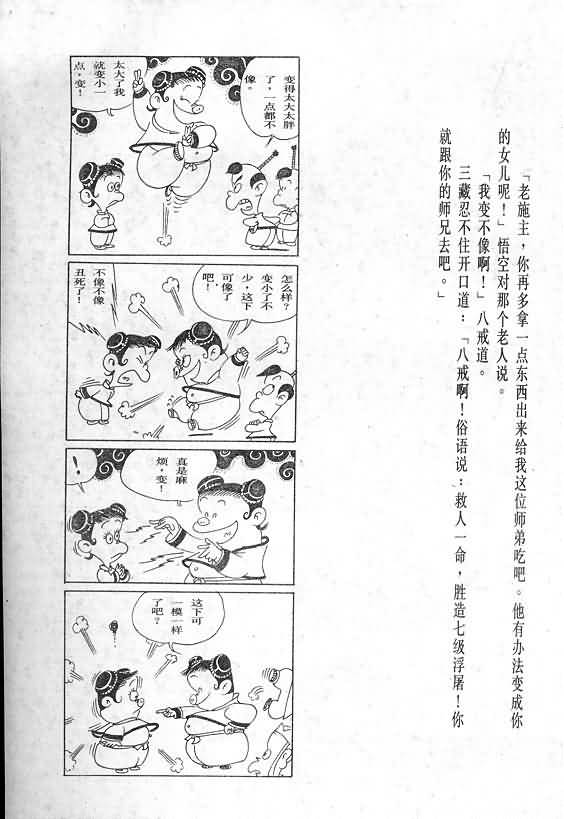 「老施主，你再多拿一点东西出来给我这位师弟吃吧。他有办法变成你
的女儿呢！」悟空对那个老人说。
「我变不像啊！」八戒道。
三藏忍不住开口道：「八戒啊！俗语说：救人一命，胜造七级浮屠！你
就跟你的师兄去吧。」
变得太大太胖
了，一点都不
像。
太大了我
就变小一
点，变！
怎么样？
变小了不
少，这下
可像了
吧！
不像不像
丑死了！
真是麻
烦，变！
！
这下可
一模一样
了吧？